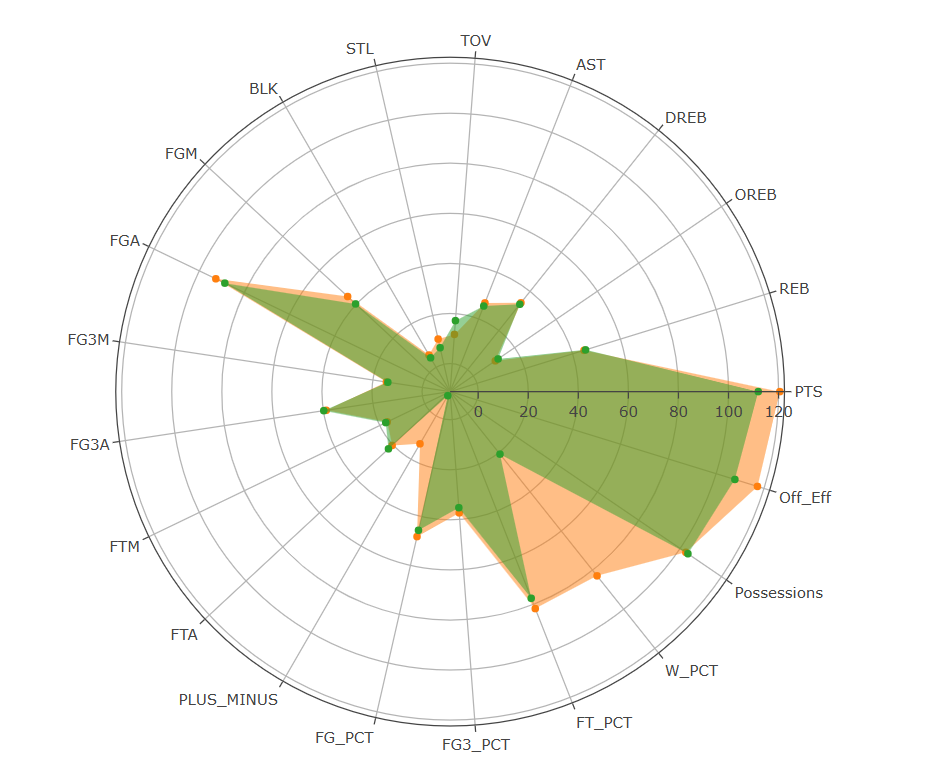 TOV
STL
AST
BLK
DREB
FGM
OREB
FGA
REB
FG3M
PTS
0 20 40 60 80 100 120
FG3A
Off_Eff
FTM
Possessions
FTA
W_PCT
PLUS_MINUS
FT_PCT
FG_PCT
FG3_PCT